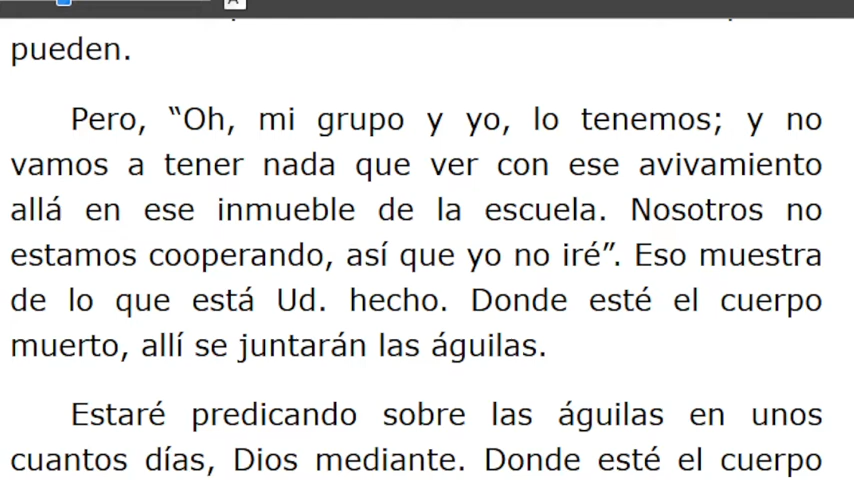 pueden.
Pero, “Oh, mi grupo y yo, lo tenemos; y no
vamos a tener nada que ver con ese avivamiento
allá en ese inmueble de la escuela. Nosotros no
estamos cooperando, así que yo no iré”. Eso muestra
de lo que está Ud. hecho. Donde esté el cuerpo
muerto, allí se juntarán las águilas.
Estaré predicando sobre las águilas en unos
cuantos días, Dios mediante. Donde esté el cuerpo